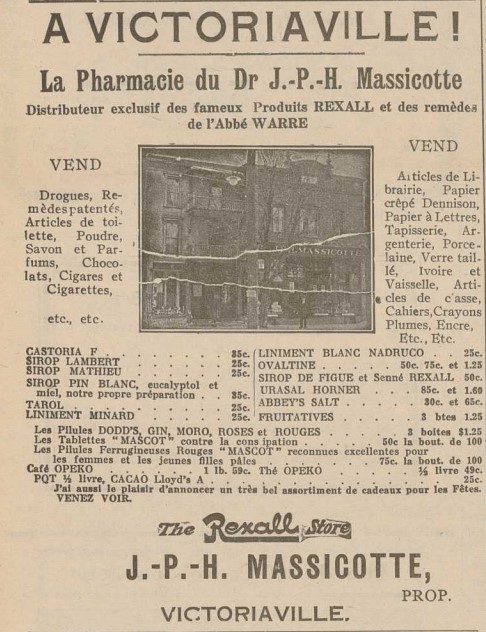 A VICTORIAVILLE!
La Pharmacie du Dr J.-P.-H. Massicotte
Distributeur exclusif des fameux Produits REXALL et des remèdes
de l'Abbé WARRE
VEND
Drogues, Re-
mèdes patentés,
Articles de toi-
lette, Poudre,
Savon et Par-
fums, Choco-
lats, Cigares et
Cigarettes,
etc., etc.
MASSICOTTE
VEND
Articles de Li-
brairie, Papier
crêpé Dennison,
Papier à Lettres,
Tapisserie, Ar-
genterie, Porce-
laine, Verre tail-
lé, Ivoire et
Vaisselle, Arti-
cles de c'asse,
Cahiers, Crayons
Plumes, Encre,
Etc., Etc.
CASTORIA F . . . . . . . . 35c.
SIROP LAMBERT . . . . . . . 25c.
SIROP MATHIEU . . . . . . . 25c.
SIROP PIN BLANC, eucalyptol et
miel, notre propre préparation . . 35c.
TAROL . . . . . . . . . 25c.
LINIMENT MINARD . . . . . . 25c.
LINIMENT BLANC NADRUCO . . 25c.
OVALTINE . . . . 50c. 75c. et 1.25
SIROP DE FIGUE et Senné REXALL 50c.
URASAL HORNER . . . 85c. et 1.60
ABBEY'S SALT . . . . 30c. et 65c.
FRUITATIVES . . . . 3 btes 1.25
Les Pilules DODD'S, GIN, MORO, ROSES et ROUGES . . 3 boîtes $1.25
Les Tablettes "MASCOT" contre la cons ipation . . . . 50c la bout. de 100
Les Pilules Ferrugineuses Rouges "MASCOT" reconnues excellentes pour
les femmes et les jeunes filles pâles . . . . . 75c. la bout. de 100
Café OPEKO . . . . . 1 lb. 59c. Thé OPEKO . . . . ½ livre 49c.
PQT ½ livre, CACAO Lloyd's A . . . . . . . . . 25c.
J'ai aussi le plaisir d'annoncer un très bel assortiment de cadeaux pour les Fêtes.
VENEZ VOIR.
The Rexall Store
J.-P.-H. MASSICOTTE,
PROP.
VICTORIAVILLE.